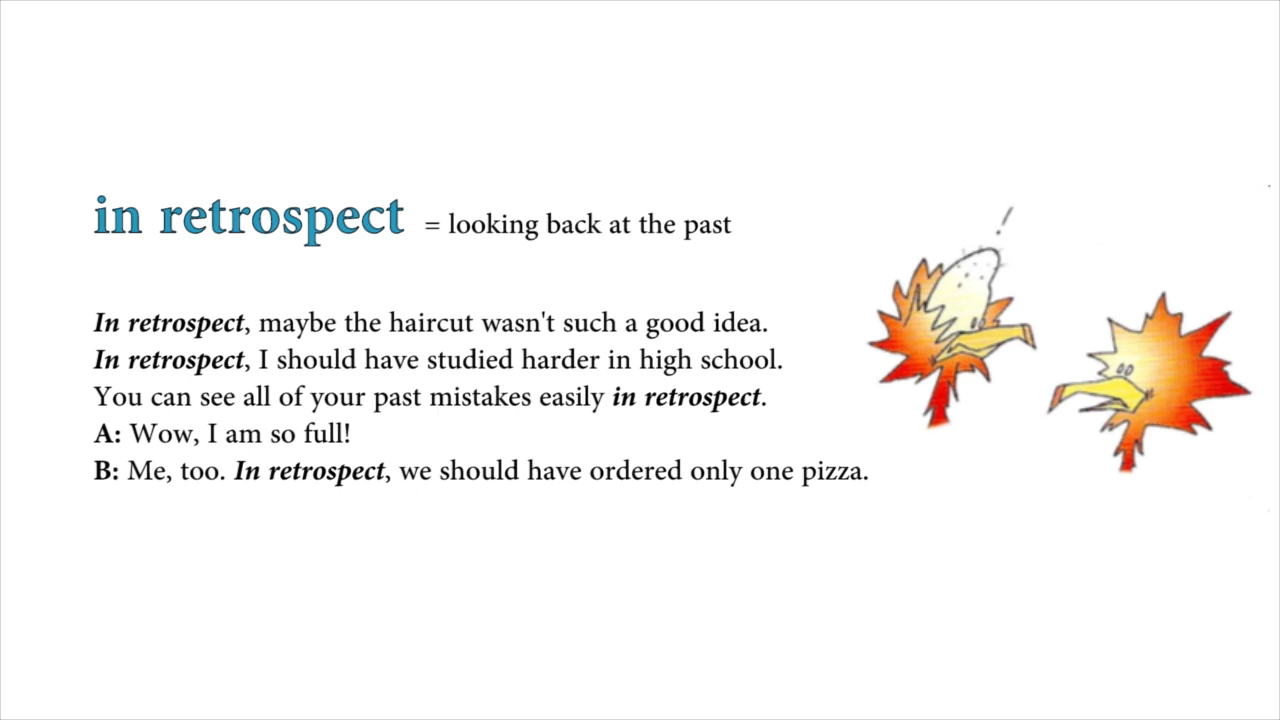 in retrospect = looking back at the past
In retrospect, maybe the haircut wasn't such a good idea.
In retrospect, I should have studied harder in high school.
You can see all of your past mistakes easily in retrospect.
A: Wow, I am so full!
B: Me, too. In retrospect, we should have ordered only one pizza.
!